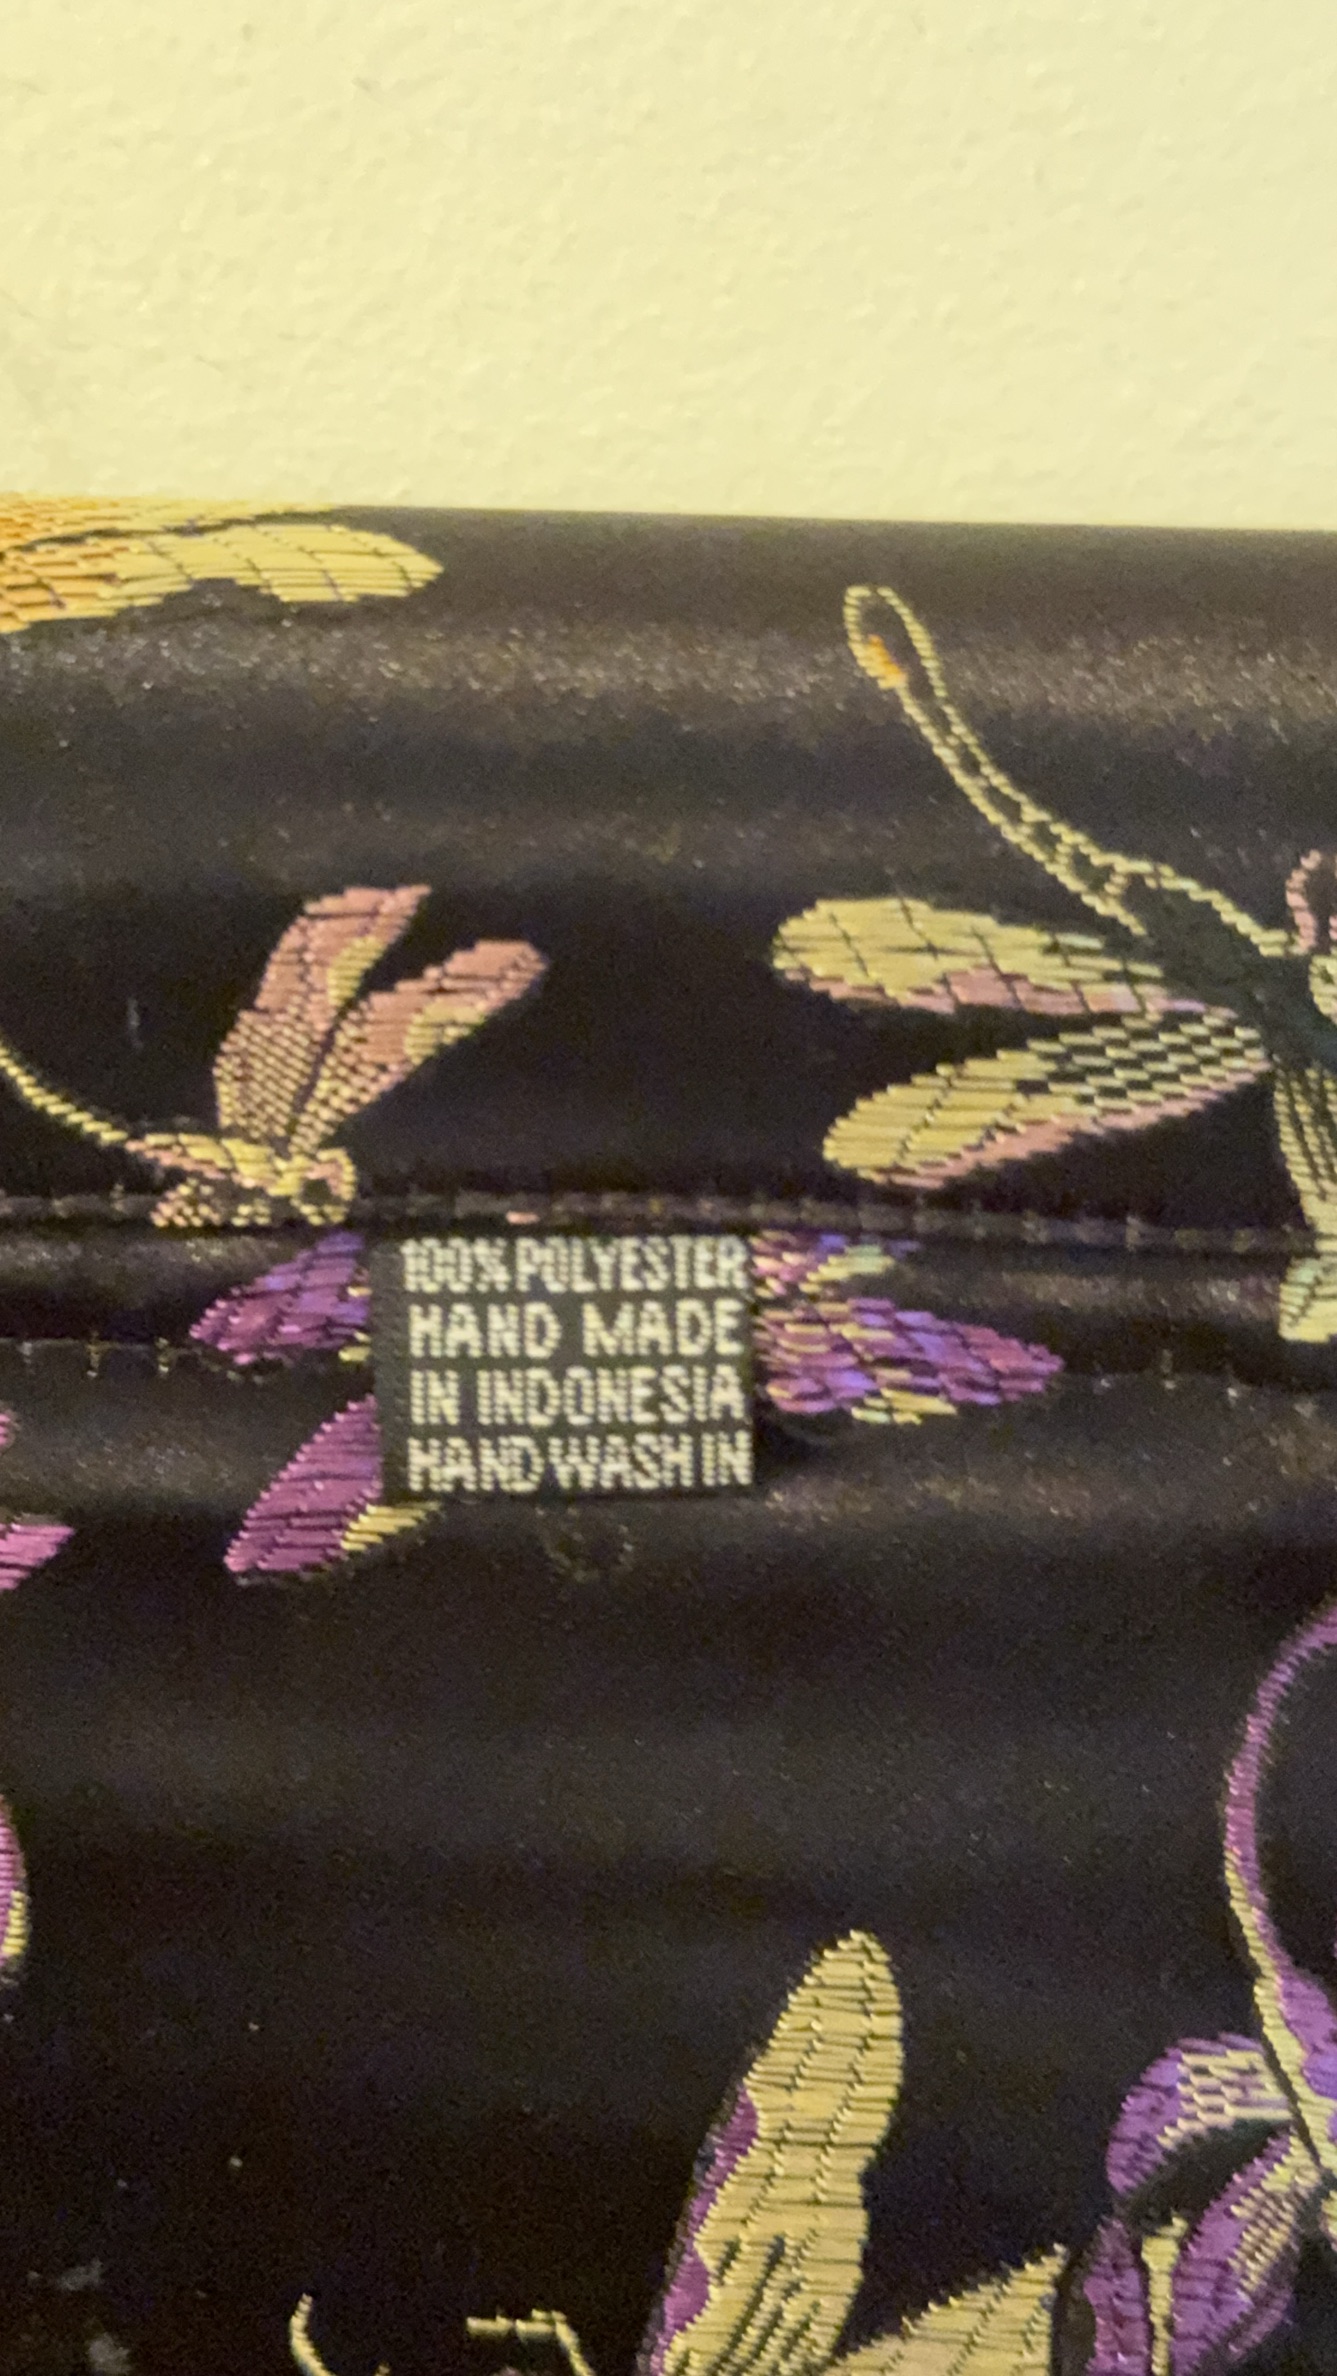 100% POLYESTER
HAND MADE
IN INDONESIA
HAND WASH IN